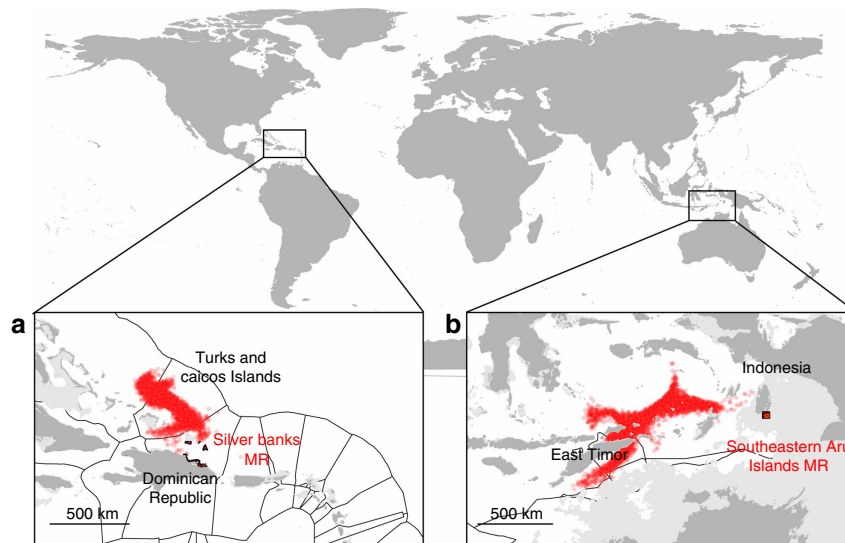 a
Turks and
caicos Islands
Silver banks
MR
Dominican
Republic
500 km
b
Indonesia
East Timor
Southeastern Aru
Islands MR
500 km